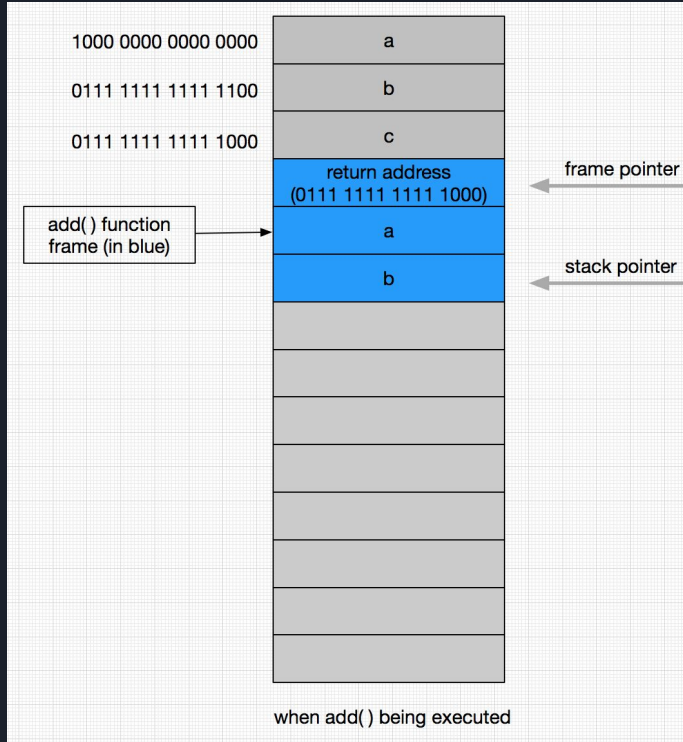 1000 0000 0000 0000
a
0111 1111 1111 1100
b
0111 1111 1111 1000
c
return address
(0111 1111 1111 1000)
frame pointer
add( ) function
frame (in blue)
a
stack pointer
b
when add( ) being executed